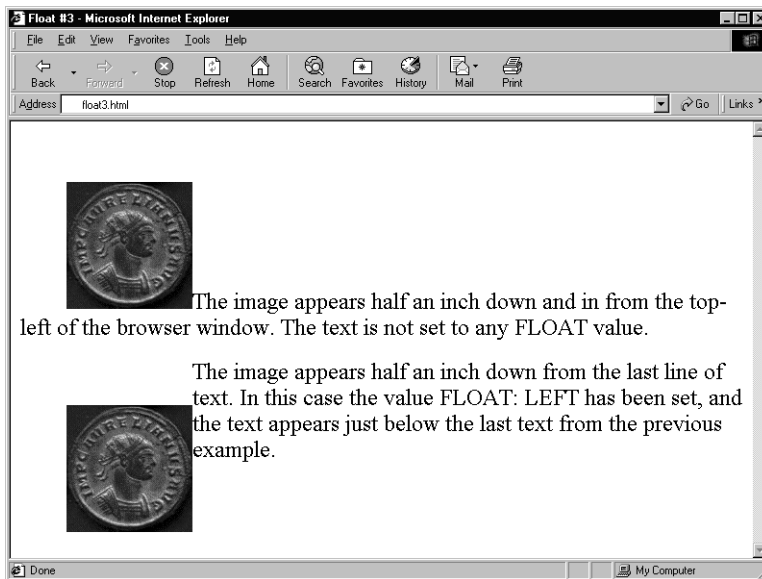 Float #3 - Microsoft Internet Explorer
File Edit View Favorites Tools Help
Back Forward Stop Refresh Home Search Favorites History Mail Print
Address float3.html Go Links
IMPCAVRELIANVSAVG
The image appears half an inch down and in from the top-
left of the browser window. The text is not set to any FLOAT value.
The image appears half an inch down from the last line of
text. In this case the value FLOAT: LEFT has been set, and
the text appears just below the last text from the previous
example.
IMPCAVRELIANVSAVG
Done My Computer